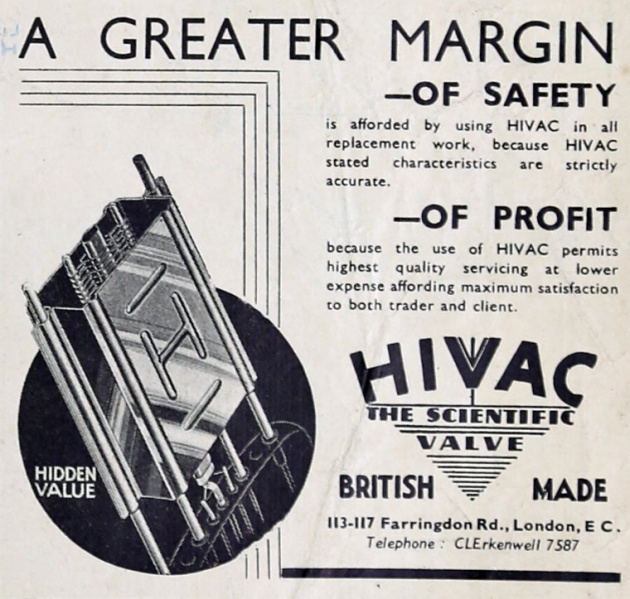 A GREATER MARGIN
—OF SAFETY
is afforded by using HIVAC in all
replacement work, because HIVAC
stated characteristics are strictly
accurate.
—OF PROFIT
because the use of HIVAC permits
highest quality servicing at lower
expense affording maximum satisfaction
to both trader and client.
HIVAC
THE SCIENTIFIC
VALVE
BRITISH MADE
HIDDEN
VALUE
113-117 Farringdon Rd., London, E C.
Telephone : CLErkenwell 7587